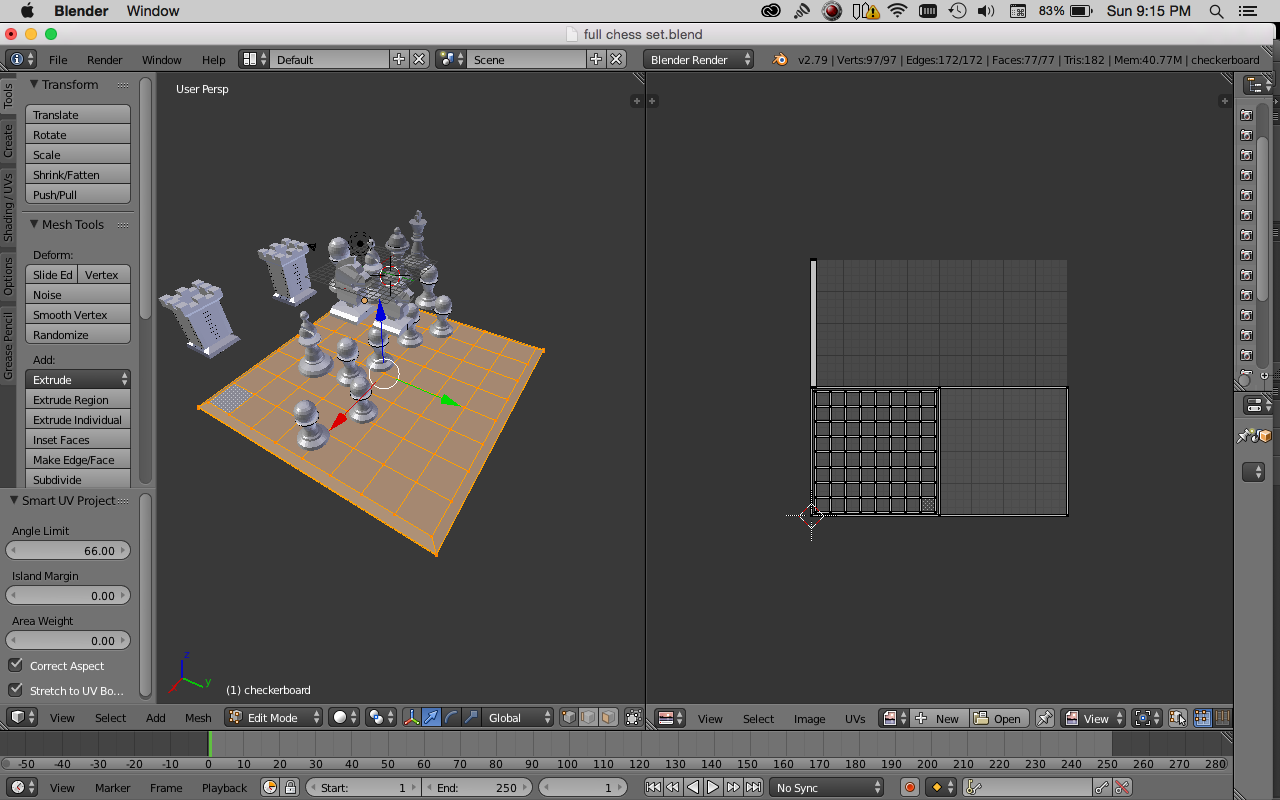 Blender Window 83% Sun 9:15 PM
full chess set.blend
File Render Window Help Default Scene Blender Render v2.79 | Verts:97/97 | Edges:172/172 | Faces:77/77 | Tris:182 | Mem:40.77M | checkerboard
Tools
Create
Shading / UVs
Options
Grease Pencil
Transform
Translate
Rotate
Scale
Shrink/Fatten
Push/Pull
Mesh Tools
Deform:
Slide Ed Vertex
Noise
Smooth Vertex
Randomize
Add:
Extrude
Extrude Region
Extrude Individual
Inset Faces
Make Edge/Face
Subdivide
Smart UV Project
Angle Limit
66.00
Island Margin
0.00
Area Weight
0.00
Correct Aspect
Stretch to UV Bo...
User Persp
z
y
(1) checkerboard
View Select Add Mesh Edit Mode Global
View Select Image UVs New Open View
-50 -40 -30 -20 -10 0 10 20 30 40 50 60 70 80 90 100 110 120 130 140 150 160 170 180 190 200 210 220 230 240 250 260 270 280
View Marker Frame Playback Start: 1 End: 250 1 No Sync